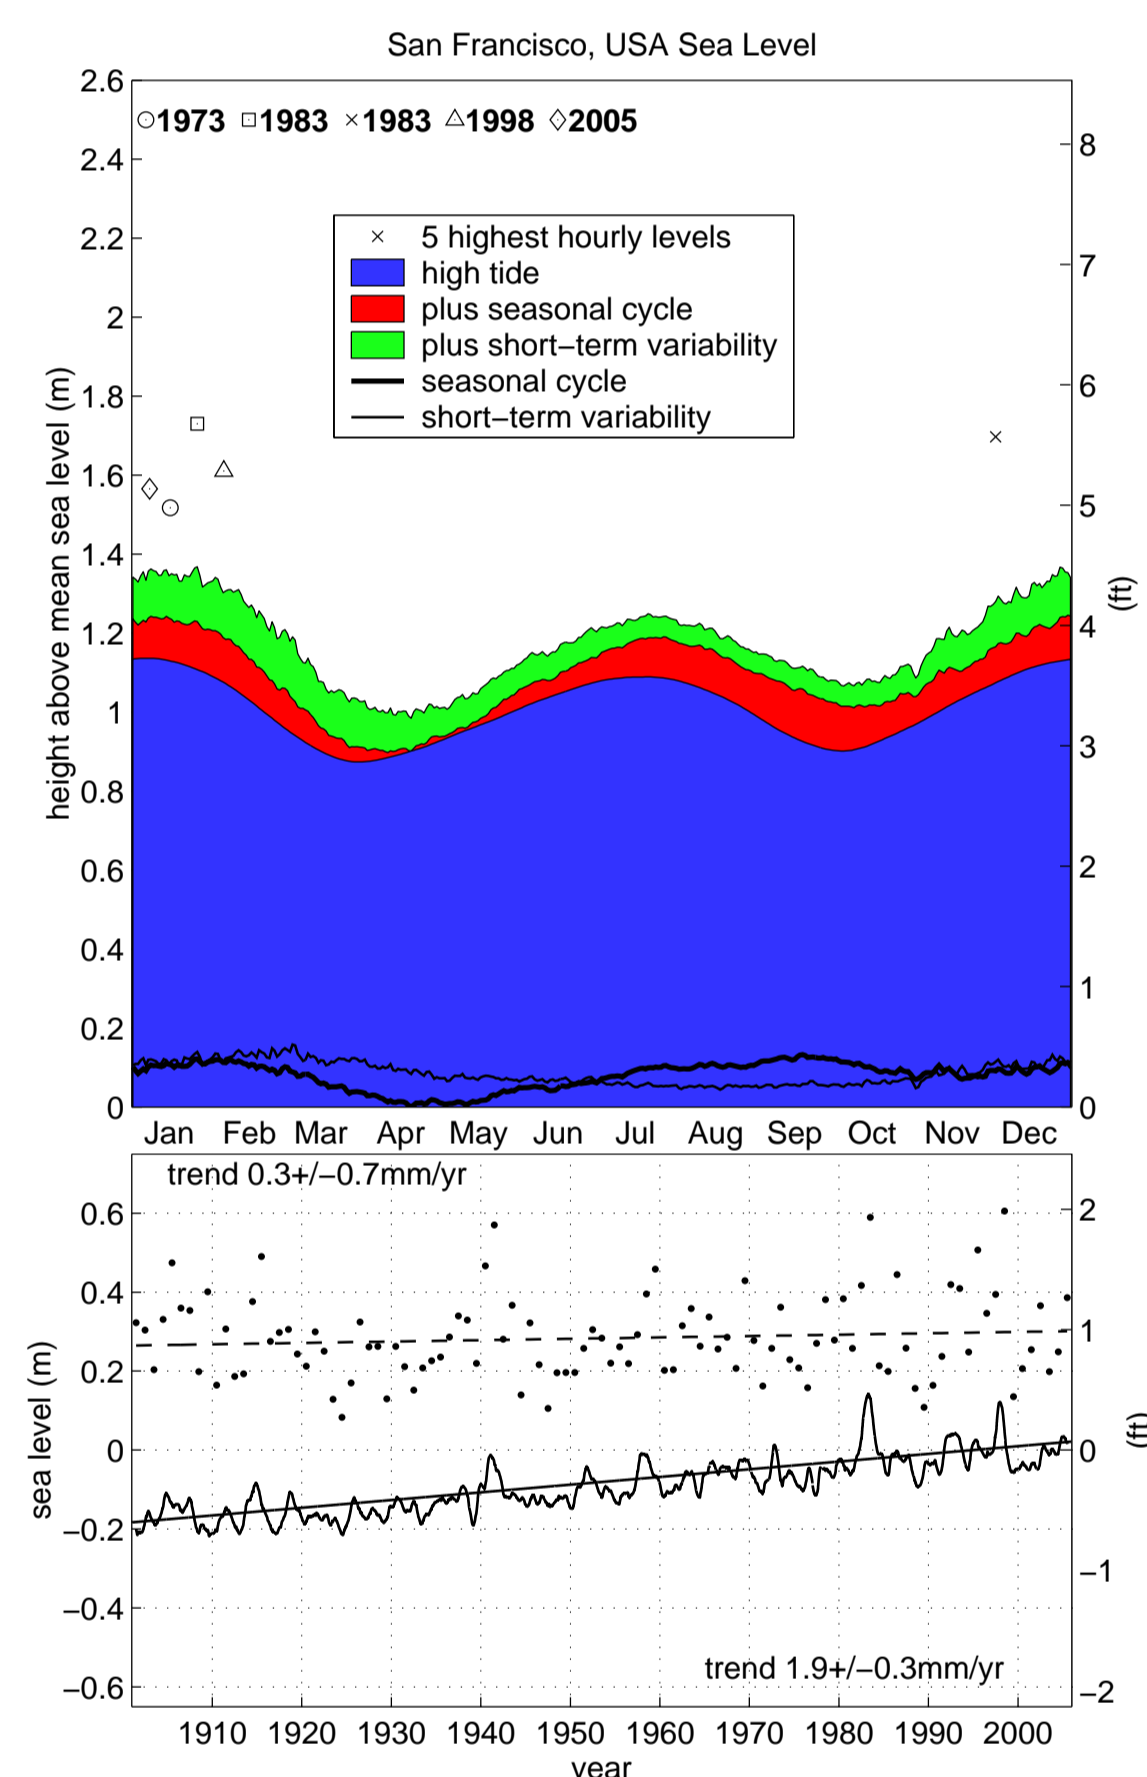 San Francisco, USA Sea Level
2.6
2.4
2.2
2
1.8
1.6
1.4
1.2
1
0.8
0.6
0.4
0.2
0
height above mean sea level (m)
1973 1983 1983 1998 2005
5 highest hourly levels
high tide
plus seasonal cycle
plus short−term variability
seasonal cycle
short−term variability
8
7
6
5
4
3
2
1
0
(ft)
Jan Feb Mar Apr May Jun Jul Aug Sep Oct Nov Dec
trend 0.3+/−0.7mm/yr
0.6
0.4
0.2
0
−0.2
−0.4
−0.6
sea level (m)
2
1
0
−1
−2
(ft)
trend 1.9+/−0.3mm/yr
1910 1920 1930 1940 1950 1960 1970 1980 1990 2000
year